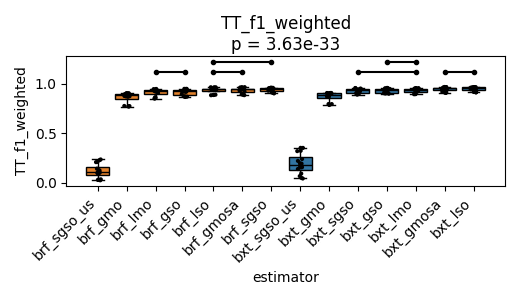 TT_f1_weighted
p = 3.63e-33
TT_f1_weighted
1.0
0.5
0.0
brf_sgso_us
brf_gmo
brf_lmo
brf_gso
brf_lso
brf_gmosa
brf_sgso
bxt_sgso_us
bxt_gmo
bxt_sgso
bxt_gso
bxt_lmo
bxt_gmosa
bxt_lso
estimator